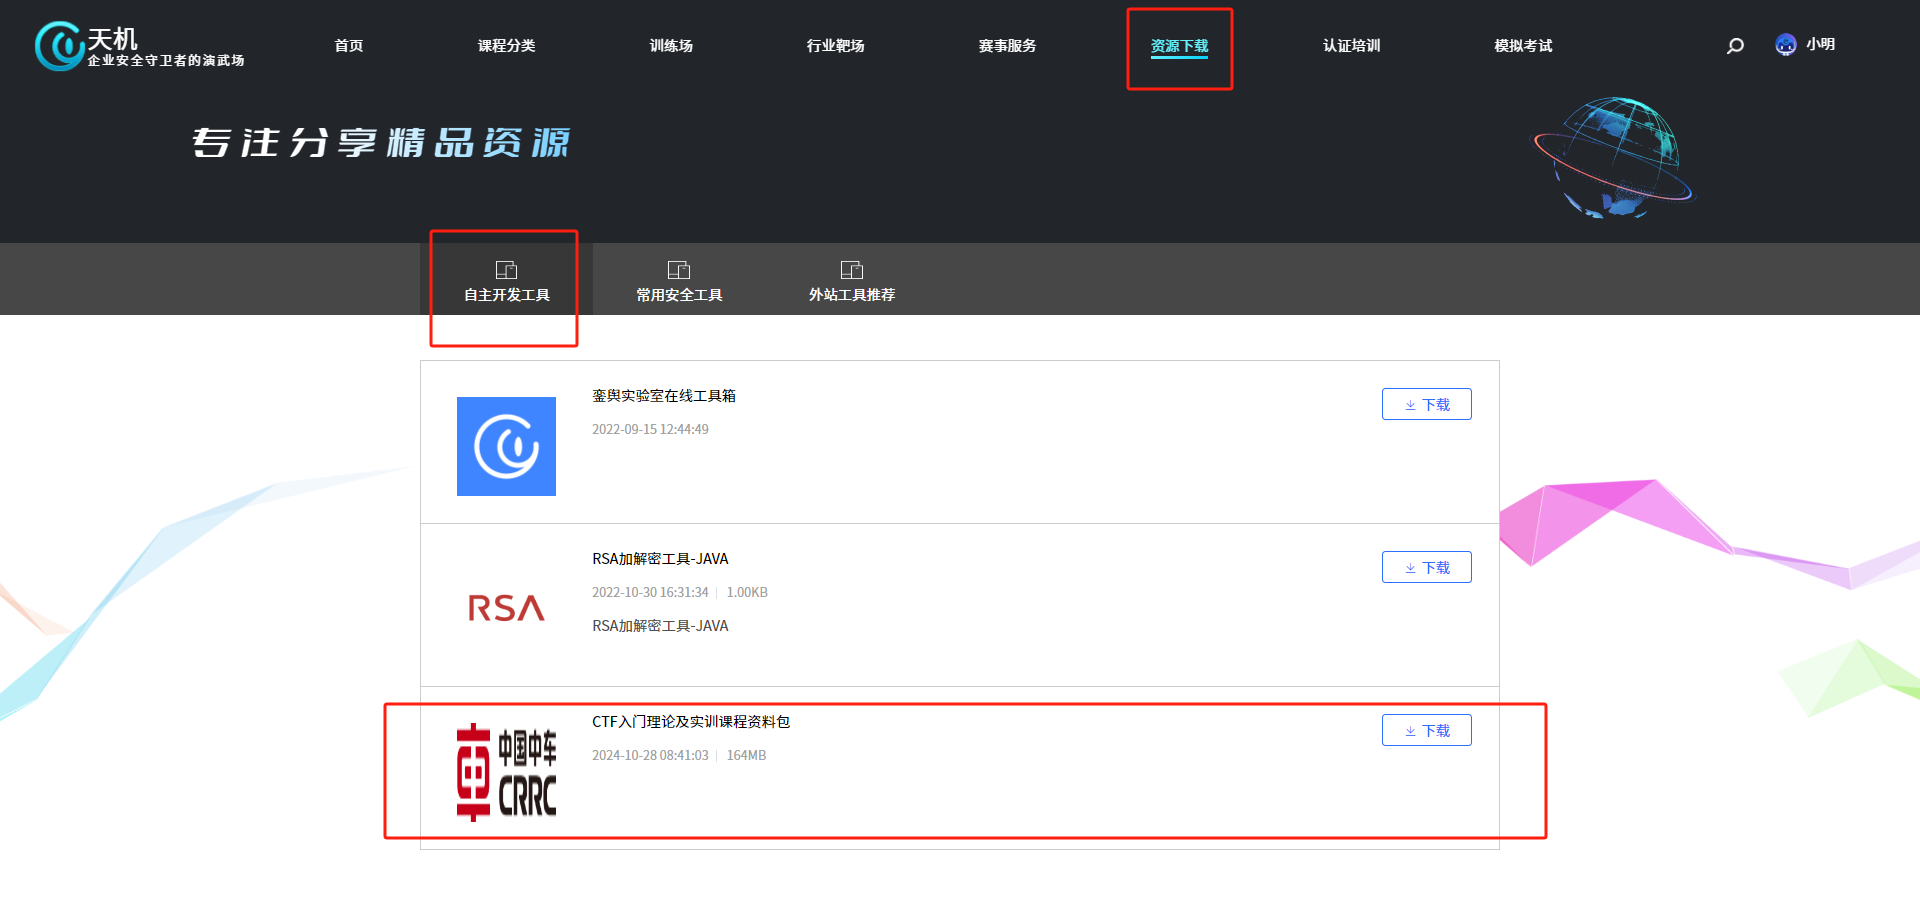 天机
企业安全守卫者的演武场
首页
课程分类
训练场
行业靶场
赛事服务
资源下载
认证培训
模拟考试
小明
专注分享精品资源
自主开发工具
常用安全工具
外站工具推荐
銮舆实验室在线工具箱
2022-09-15 12:44:49
下载
RSA
RSA加解密工具-JAVA
2022-10-30 16:31:34 | 1.00KB
RSA加解密工具-JAVA
下载
中国中车
CRRC
CTF入门理论及实训课程资料包
2024-10-28 08:41:03 | 164MB
下载